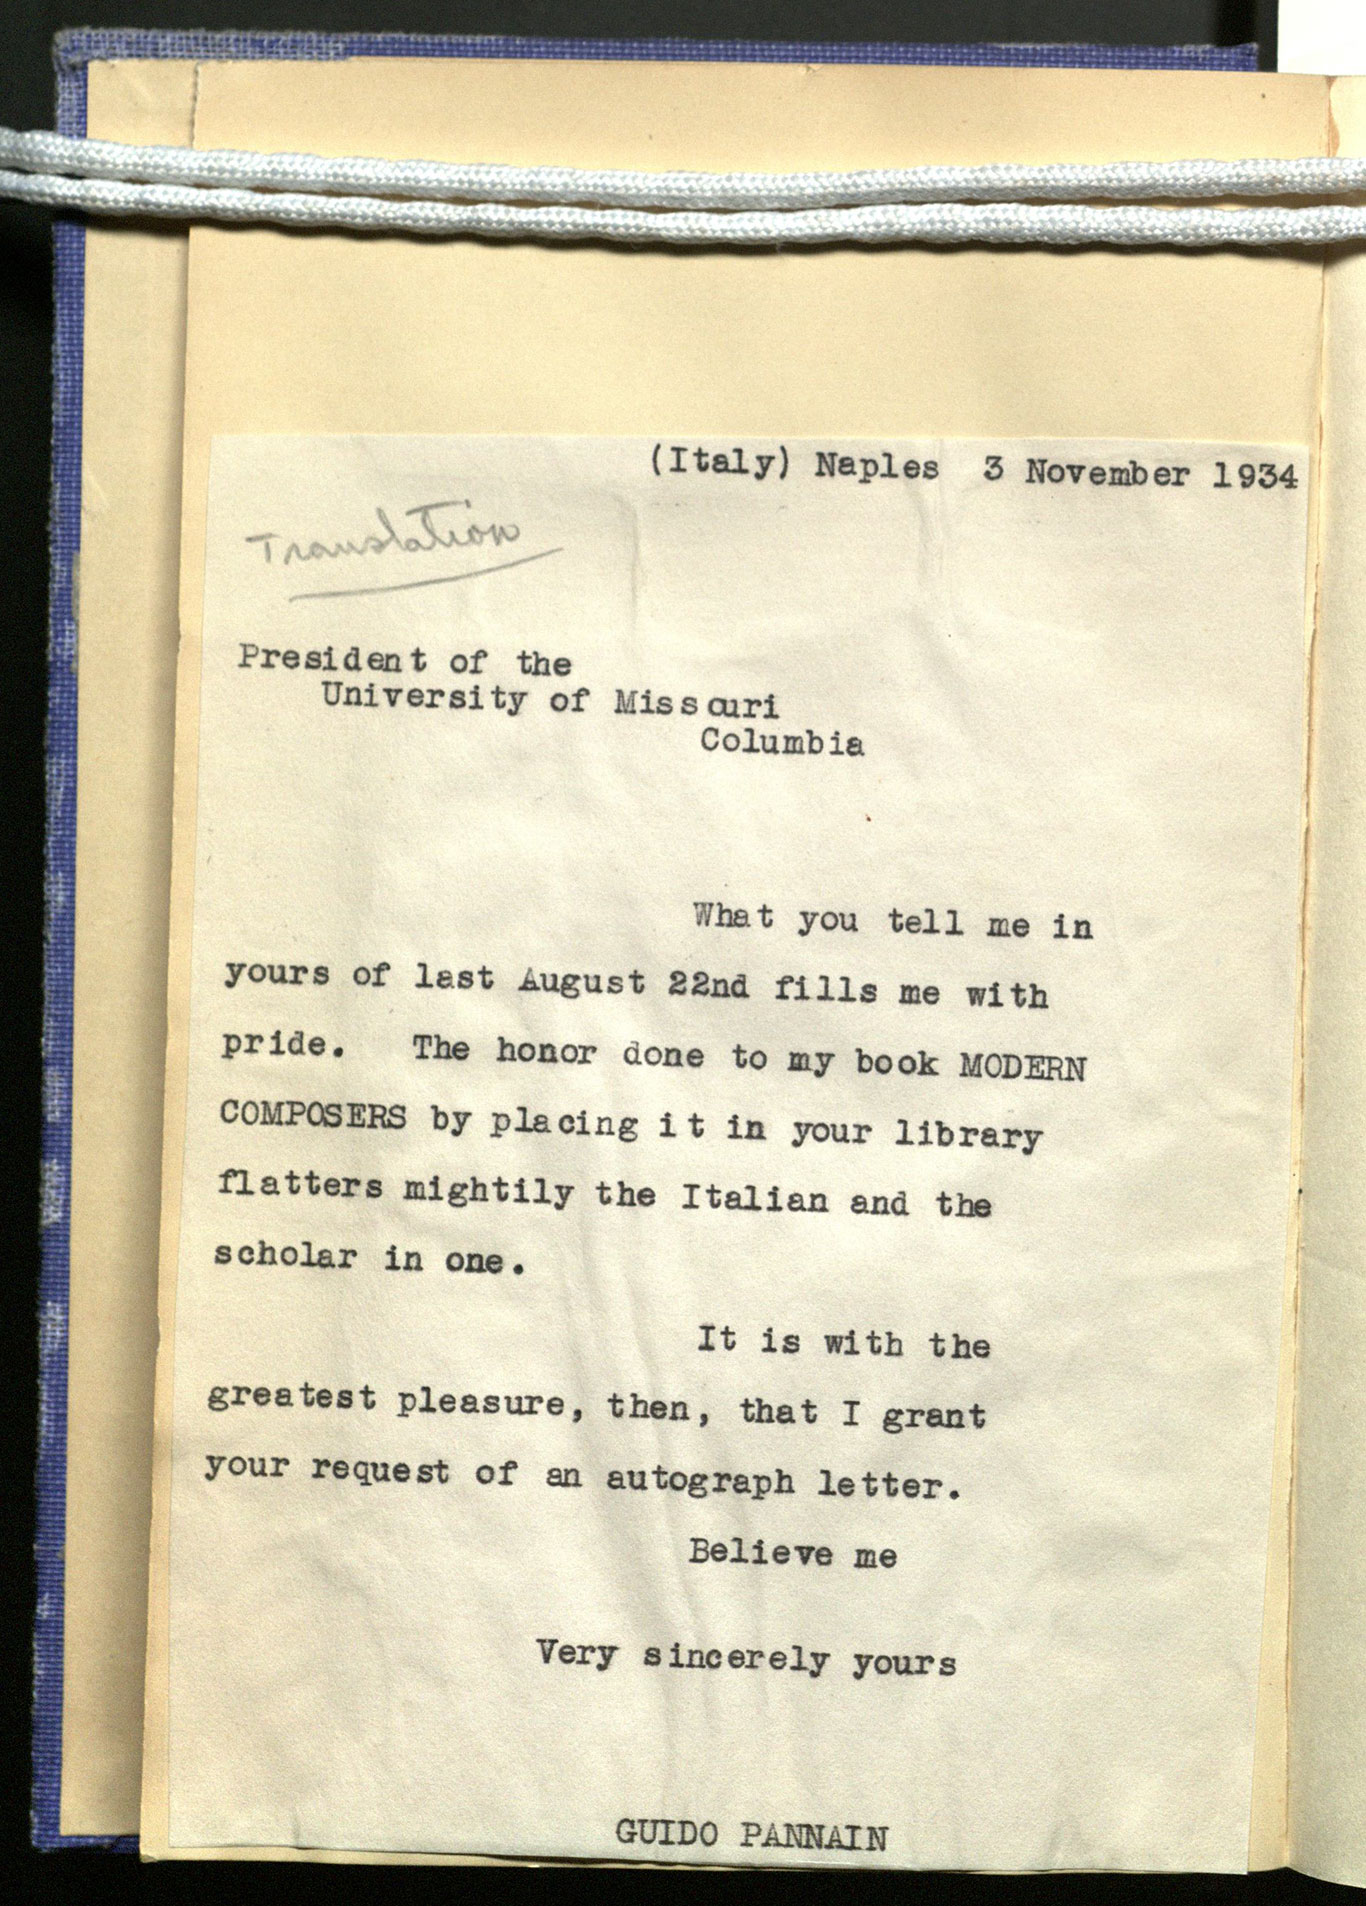 (Italy) Naples 3 November 1934
Translation
President of the
University of Missouri
Columbia
What you tell me in
yours of last August 22nd fills me with
pride. The honor done to my book MODERN
COMPOSERS by placing it in your library
flatters mightily the Italian and the
scholar in one.
It is with the
greatest pleasure, then, that I grant
your request of an autograph letter.
Believe me
Very sincerely yours
GUIDO PANNAIN